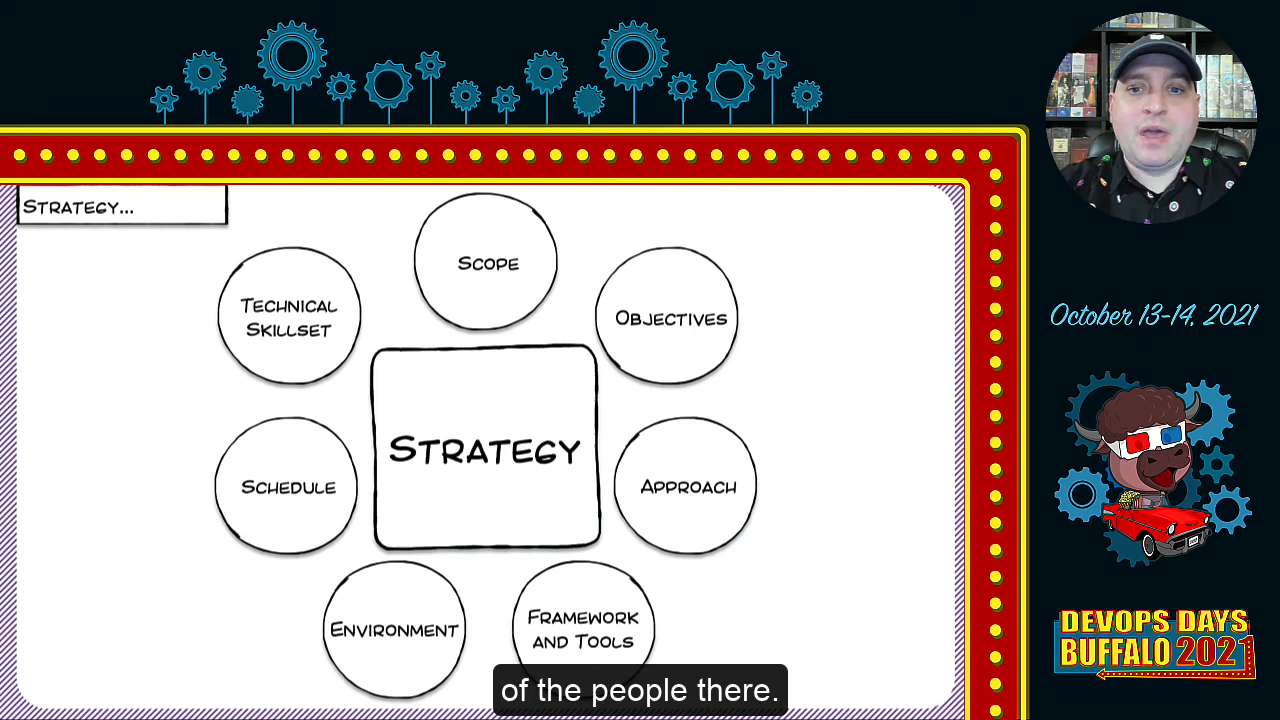 Strategy...
Scope
Technical
Skillset
Objectives
Strategy
Schedule
Approach
Environment
Framework
and Tools
of the people there.
October 13-14, 2021
DEVOPS DAYS
BUFFALO 2021